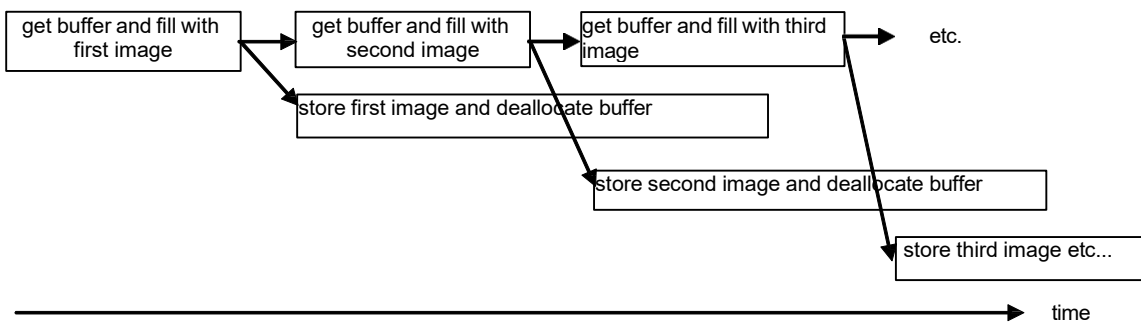 get buffer and fill with
first image
get buffer and fill with
second image
get buffer and fill with third
image
etc.
store first image and deallocate buffer
store second image and deallocate buffer
store third image etc...
time